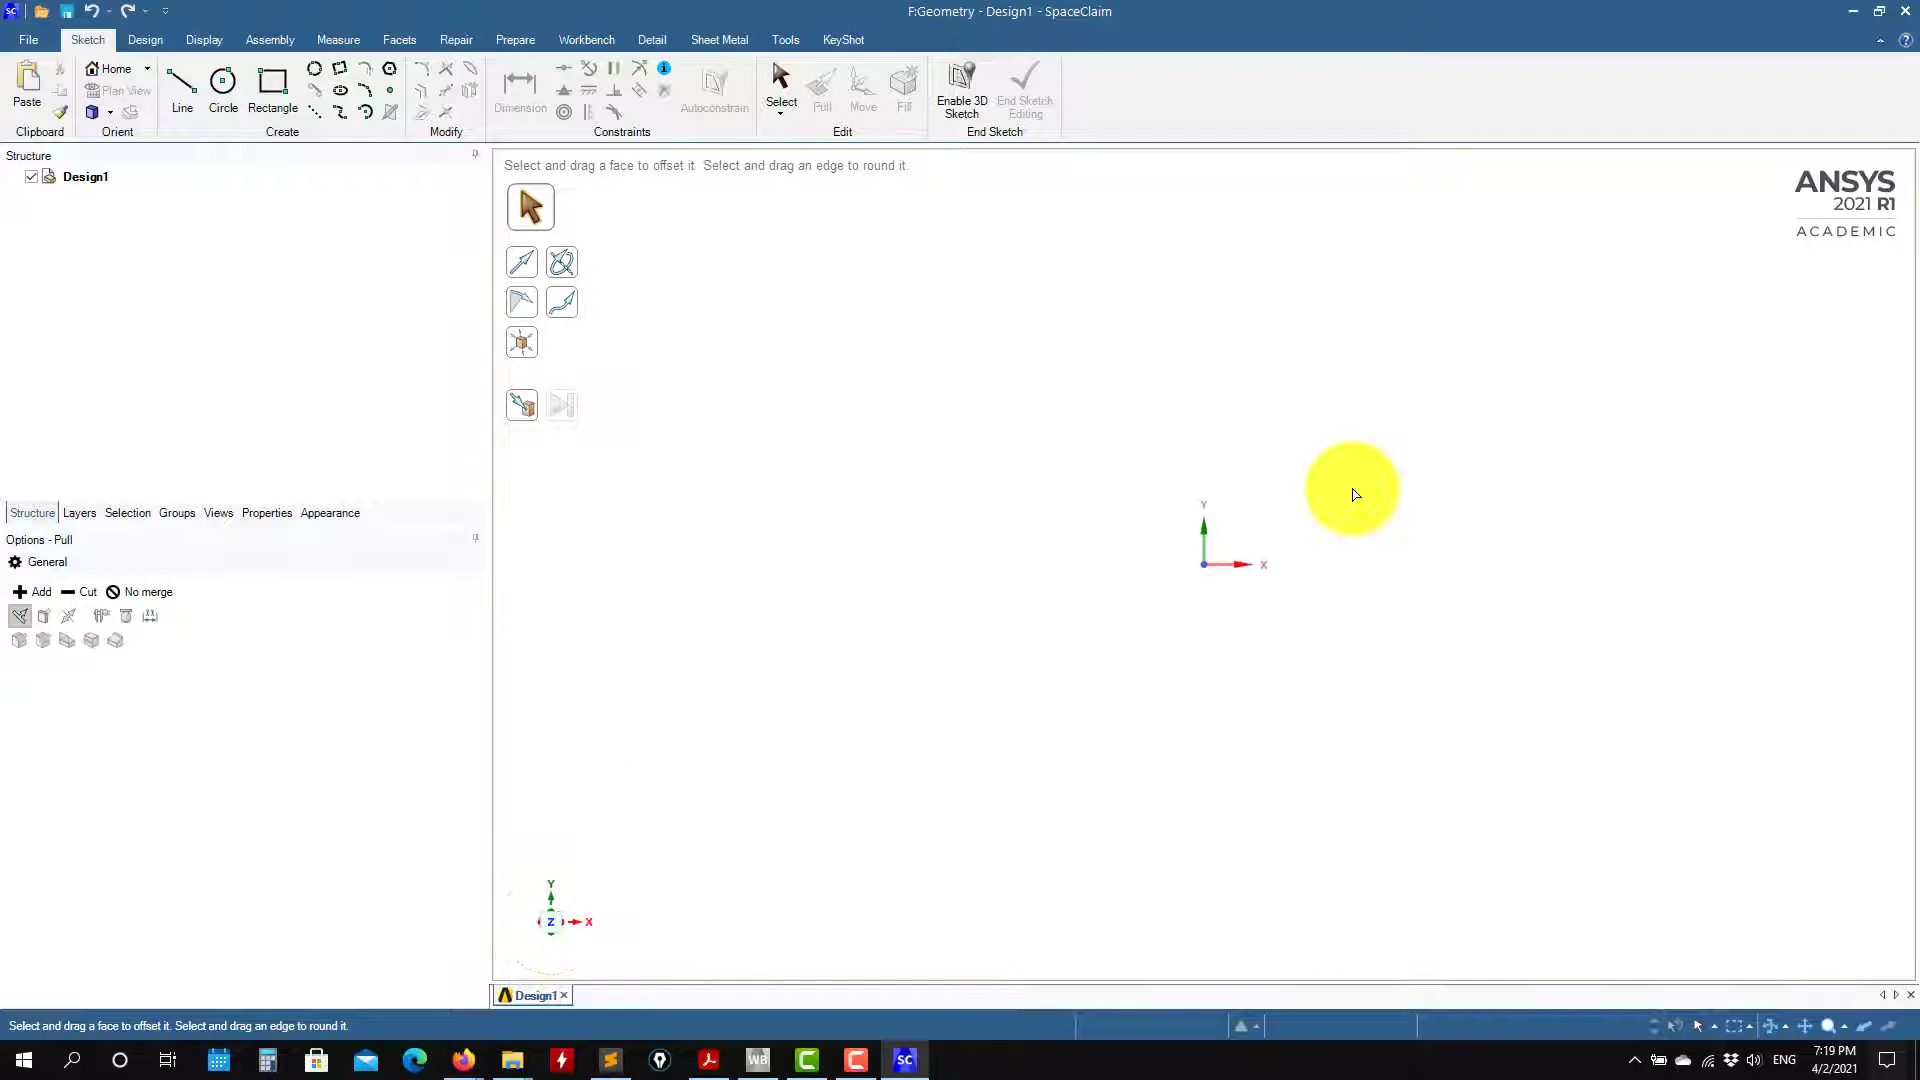 F:Geometry - Design1 - SpaceClaim
File Sketch Design Display Assembly Measure Facets Repair Prepare Workbench Detail Sheet Metal Tools KeyShot
Paste
Home
Plan View
Line Circle Rectangle
Dimension
Autoconstrain
Select Pull Move Fill
Enable 3D Sketch
End Sketch Editing
Clipboard Orient Create Modify Constraints Edit End Sketch
Structure
Design1
Select and drag a face to offset it Select and drag an edge to round it.
ANSYS
2021 R1
ACADEMIC
Y
X
Structure Layers Selection Groups Views Properties Appearance
Options - Pull
General
Add Cut No merge
Y
Z X
Design1
Select and drag a face to offset it. Select and drag an edge to round it.
WB
SC
ENG
7:19 PM
4/2/2021